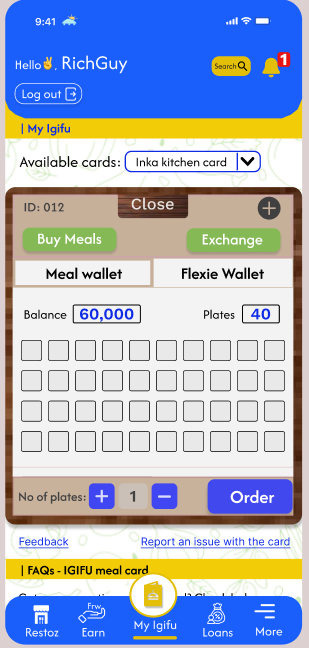 9:41
Hello✌️, RichGuy
Search
1
Log out
| My Igifu
Available cards: Inka kitchen card
ID: 012
Close
+
Buy Meals
Exchange
Meal wallet
Flexie Wallet
Balance 60,000
Plates 40
No of plates: + 1 − Order
Feedback
Report an issue with the card
| FAQs - IGIFU meal card
Restoz
Frw
Earn
My Igifu
Loans
More